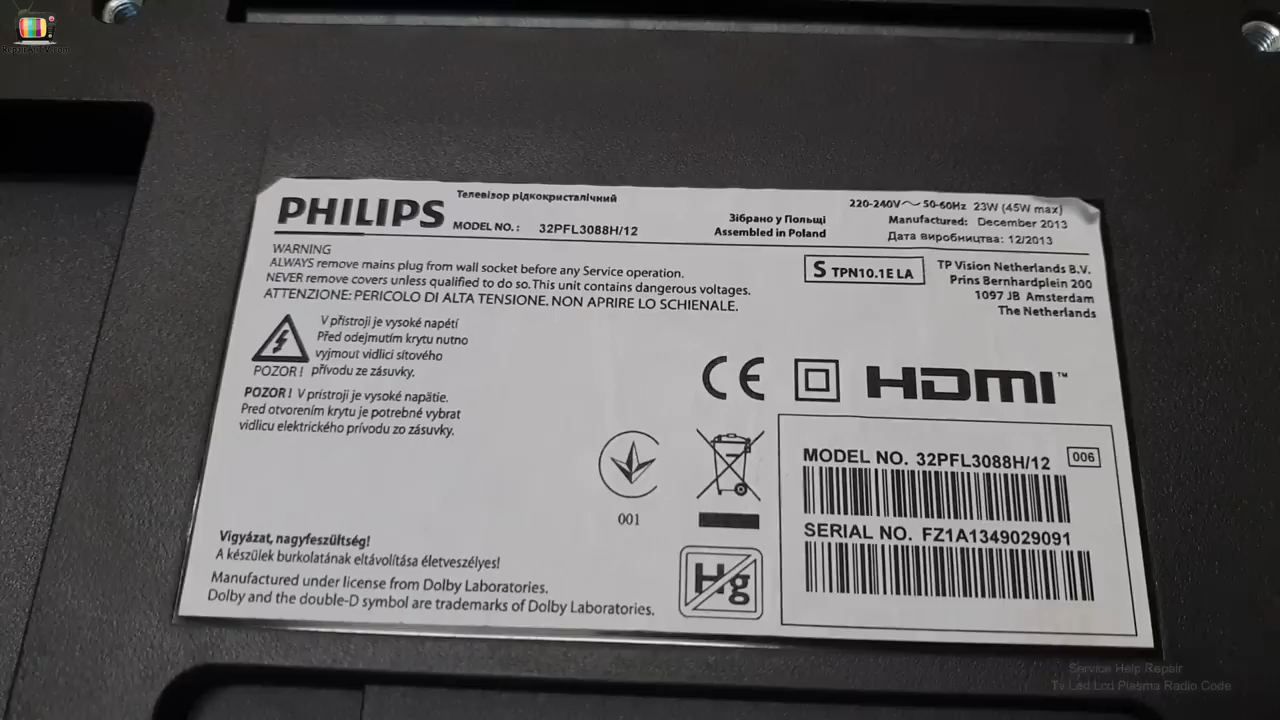 PHILIPS
Телевізор рідкокристалічний
MODEL NO.: 32PFL3088H/12
Зібрано у Польщі
Assembled in Poland
220-240V～ 50-60Hz 23W (45W max)
Manufactured: December 2013
Дата виробництва: 12/2013
WARNING
ALWAYS remove mains plug from wall socket before any Service operation.
NEVER remove covers unless qualified to do so. This unit contains dangerous voltages.
ATTENZIONE: PERICOLO DI ALTA TENSIONE. NON APRIRE LO SCHIENALE.
S TPN10.1E LA
TP Vision Netherlands B.V.
Prins Bernhardplein 200
1097 JB Amsterdam
The Netherlands
V přístroji je vysoké napětí
Před odejmutím krytu nutno
vyjmout vidlici síťového
POZOR! přívodu ze zásuvky.
POZOR! V prístroji je vysoké napätie.
Pred otvorením krytu je potrebné vybrat
vidlicu elektrického prívodu zo zásuvky.
CE
HDMI™
001
MODEL NO. 32PFL3088H/12
006
SERIAL NO. FZ1A1349029091
Hg
Vigyázat, nagyfeszültség!
A készülék burkolatának eltávolítása életveszélyes!
Manufactured under license from Dolby Laboratories.
Dolby and the double-D symbol are trademarks of Dolby Laboratories.
Service Help Repair
Tv Lad Lcd Plasma Radio Code